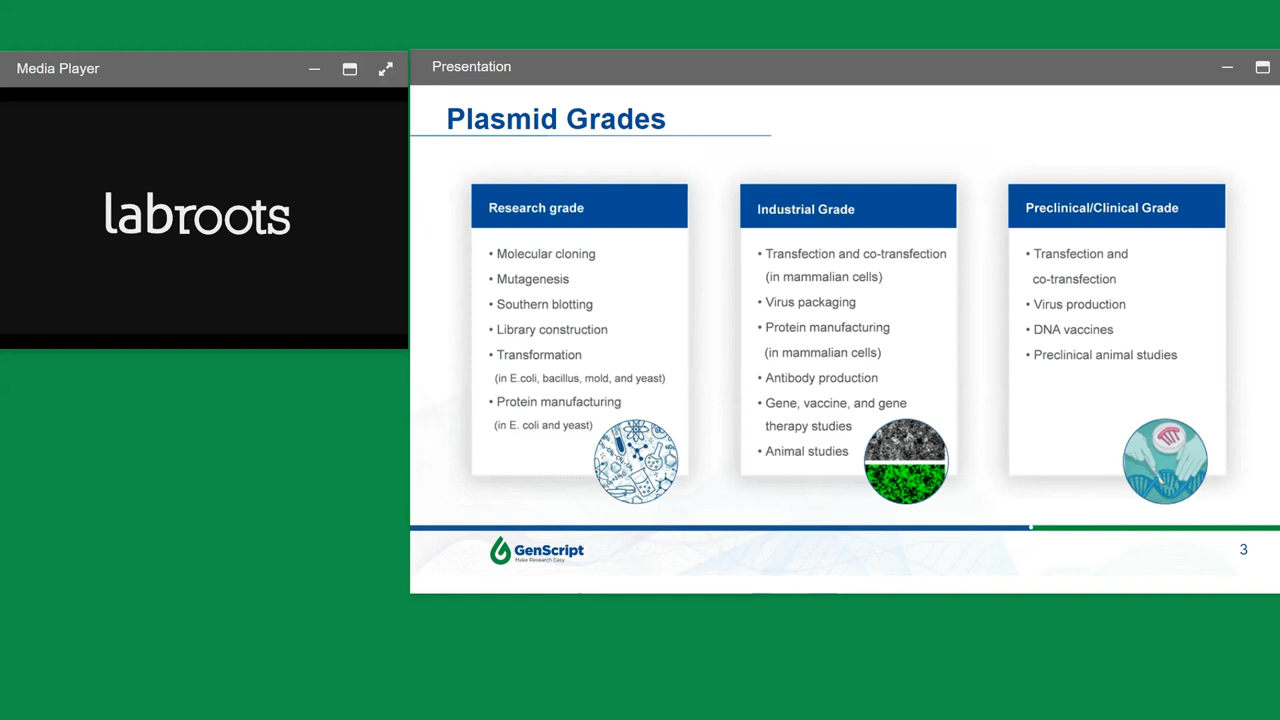 Media Player
labroots
Presentation
Plasmid Grades
Research grade
• Molecular cloning
• Mutagenesis
• Southern blotting
• Library construction
• Transformation
(in E.coli, bacillus, mold, and yeast)
• Protein manufacturing
(in E. coli and yeast)
Industrial Grade
• Transfection and co-transfection
(in mammalian cells)
• Virus packaging
• Protein manufacturing
(in mammalian cells)
• Antibody production
• Gene, vaccine, and gene
therapy studies
• Animal studies
Preclinical/Clinical Grade
• Transfection and
co-transfection
• Virus production
• DNA vaccines
• Preclinical animal studies
GenScript
Make Research Easy
3